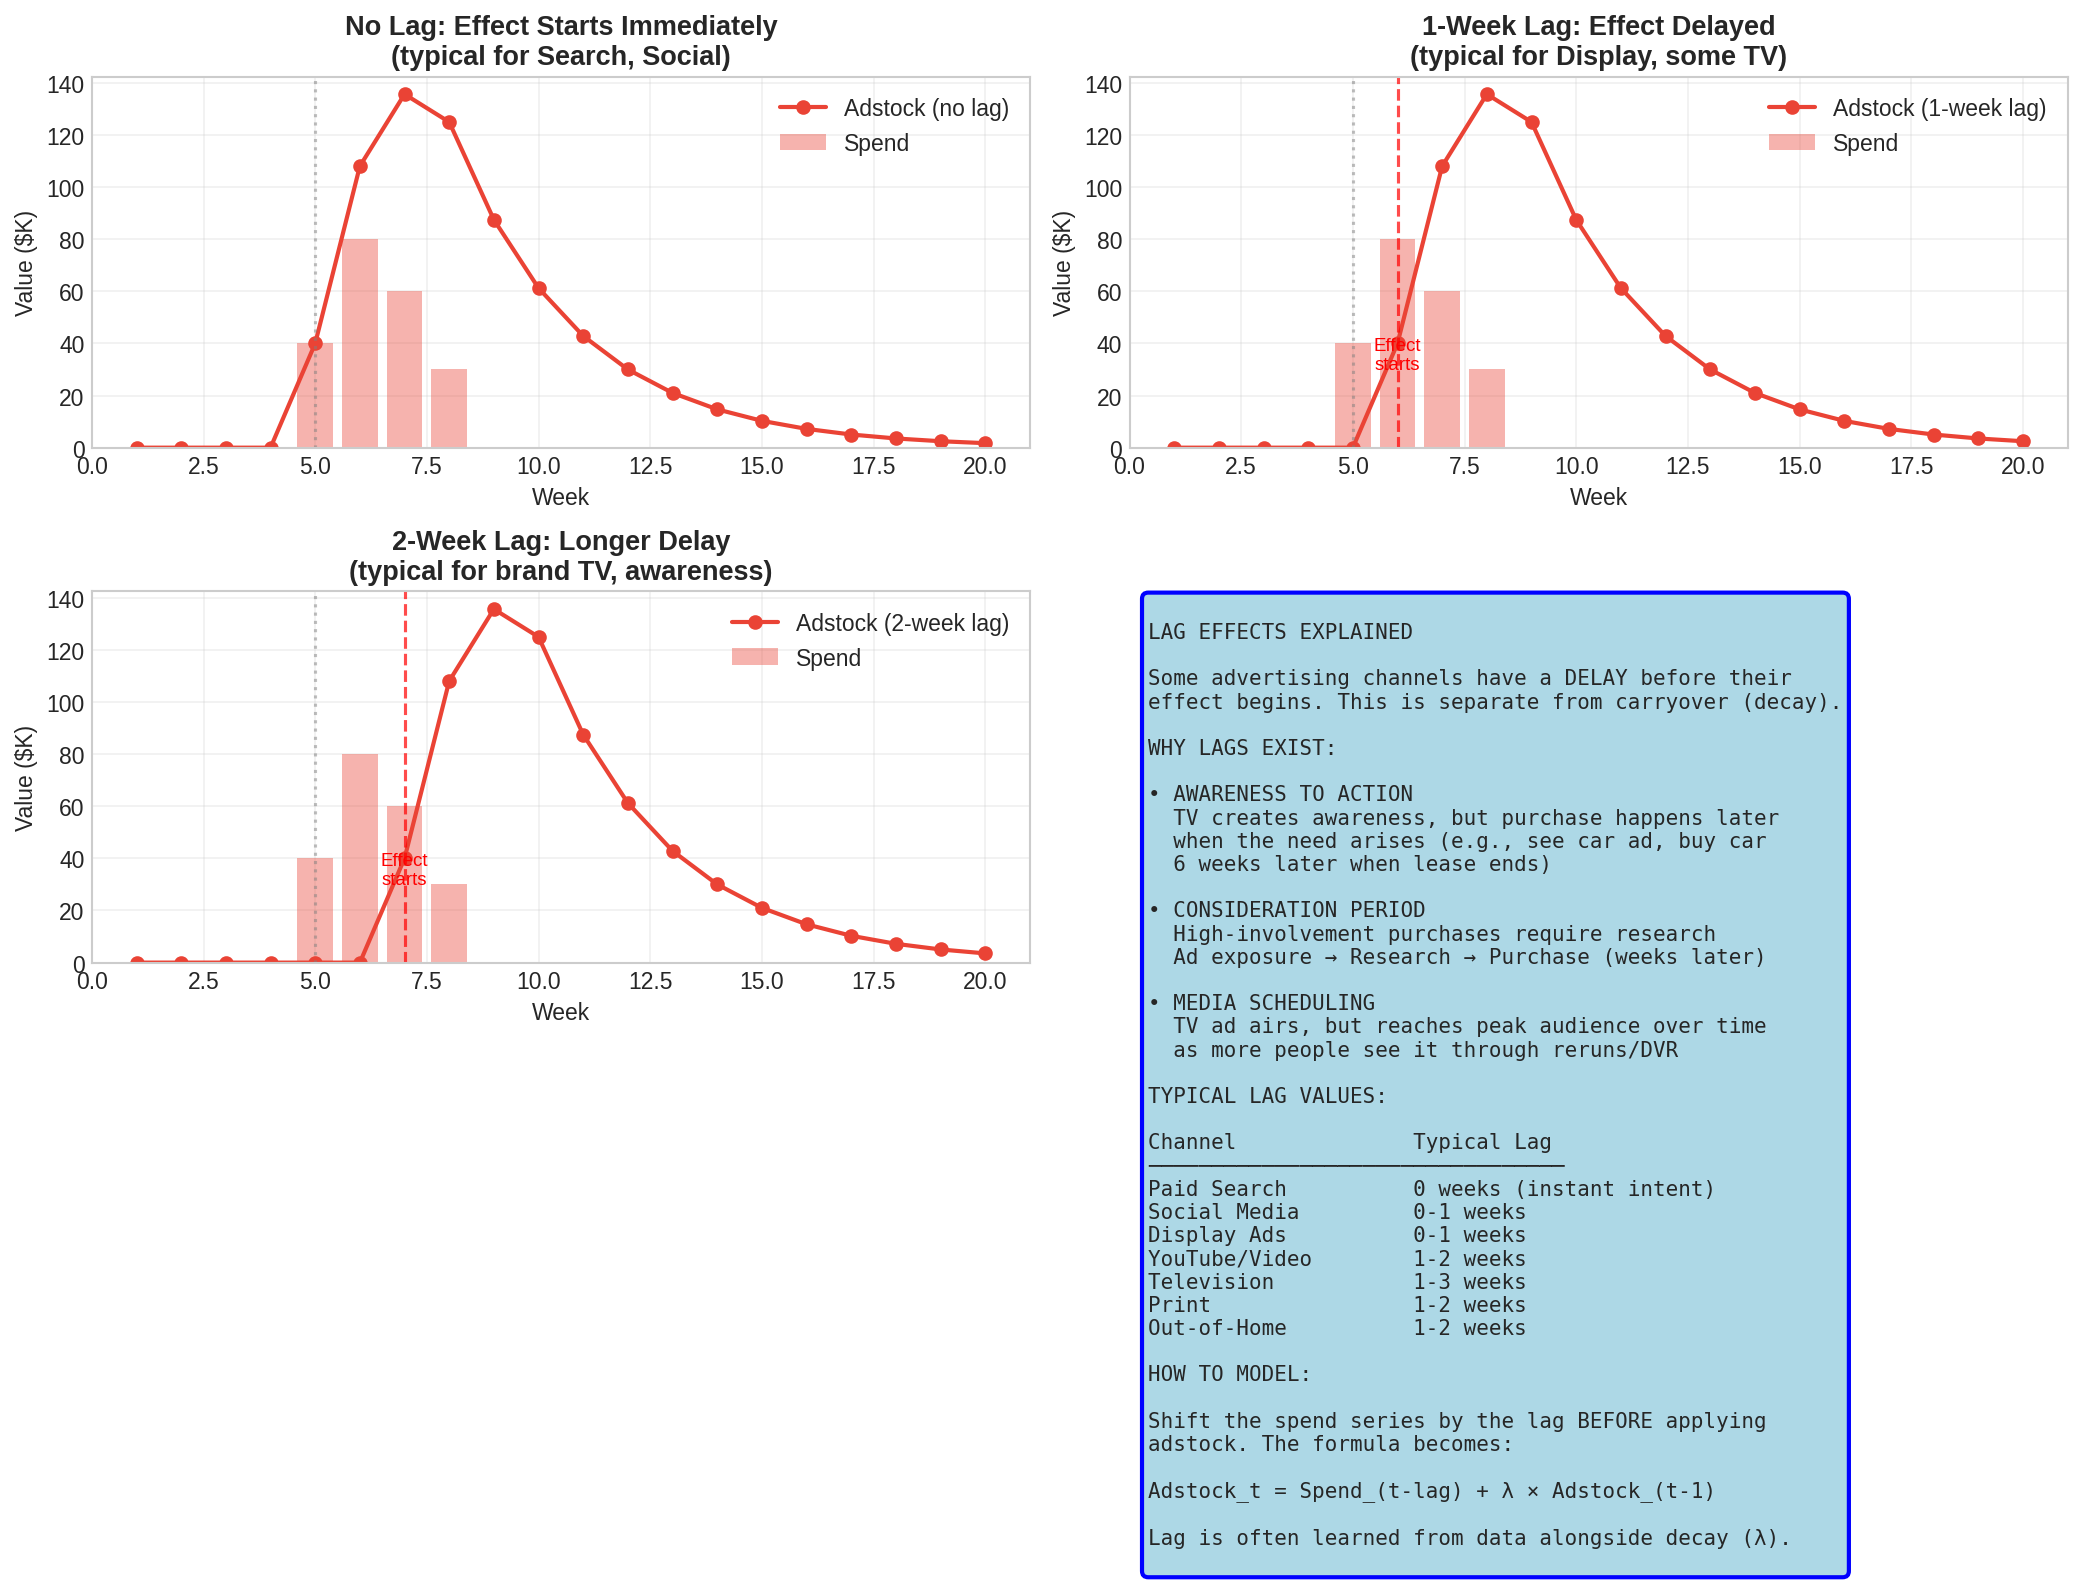 No Lag: Effect Starts Immediately
(typical for Search, Social)
Value ($K)
140
120
100
80
60
40
20
0
Adstock (no lag)
Spend
0.0 2.5 5.0 7.5 10.0 12.5 15.0 17.5 20.0
Week
1-Week Lag: Effect Delayed
(typical for Display, some TV)
Value ($K)
140
120
100
80
60
40
20
0
Adstock (1-week lag)
Spend
Effect
starts
0.0 2.5 5.0 7.5 10.0 12.5 15.0 17.5 20.0
Week
2-Week Lag: Longer Delay
(typical for brand TV, awareness)
Value ($K)
140
120
100
80
60
40
20
0
Adstock (2-week lag)
Spend
Effect
starts
0.0 2.5 5.0 7.5 10.0 12.5 15.0 17.5 20.0
Week
LAG EFFECTS EXPLAINED
Some advertising channels have a DELAY before their
effect begins. This is separate from carryover (decay).
WHY LAGS EXIST:
• AWARENESS TO ACTION
TV creates awareness, but purchase happens later
when the need arises (e.g., see car ad, buy car
6 weeks later when lease ends)
• CONSIDERATION PERIOD
High-involvement purchases require research
Ad exposure → Research → Purchase (weeks later)
• MEDIA SCHEDULING
TV ad airs, but reaches peak audience over time
as more people see it through reruns/DVR
TYPICAL LAG VALUES:
Channel Typical Lag
Paid Search 0 weeks (instant intent)
Social Media 0-1 weeks
Display Ads 0-1 weeks
YouTube/Video 1-2 weeks
Television 1-3 weeks
Print 1-2 weeks
Out-of-Home 1-2 weeks
HOW TO MODEL:
Shift the spend series by the lag BEFORE applying
adstock. The formula becomes:
Adstock_t = Spend_(t-lag) + λ × Adstock_(t-1)
Lag is often learned from data alongside decay (λ).